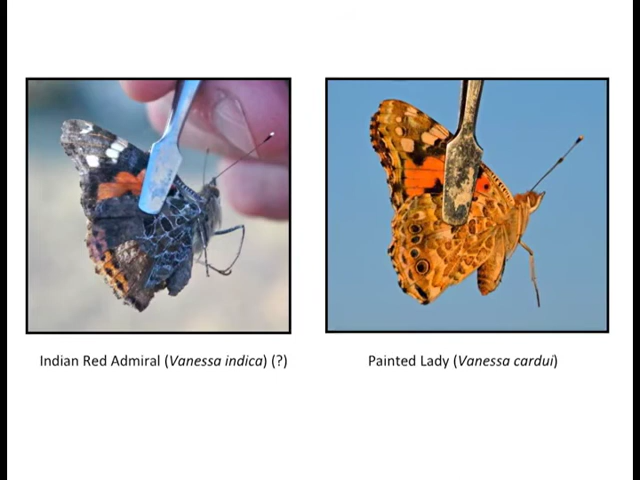 Indian Red Admiral (Vanessa indica) (?)
Painted Lady (Vanessa cardui)